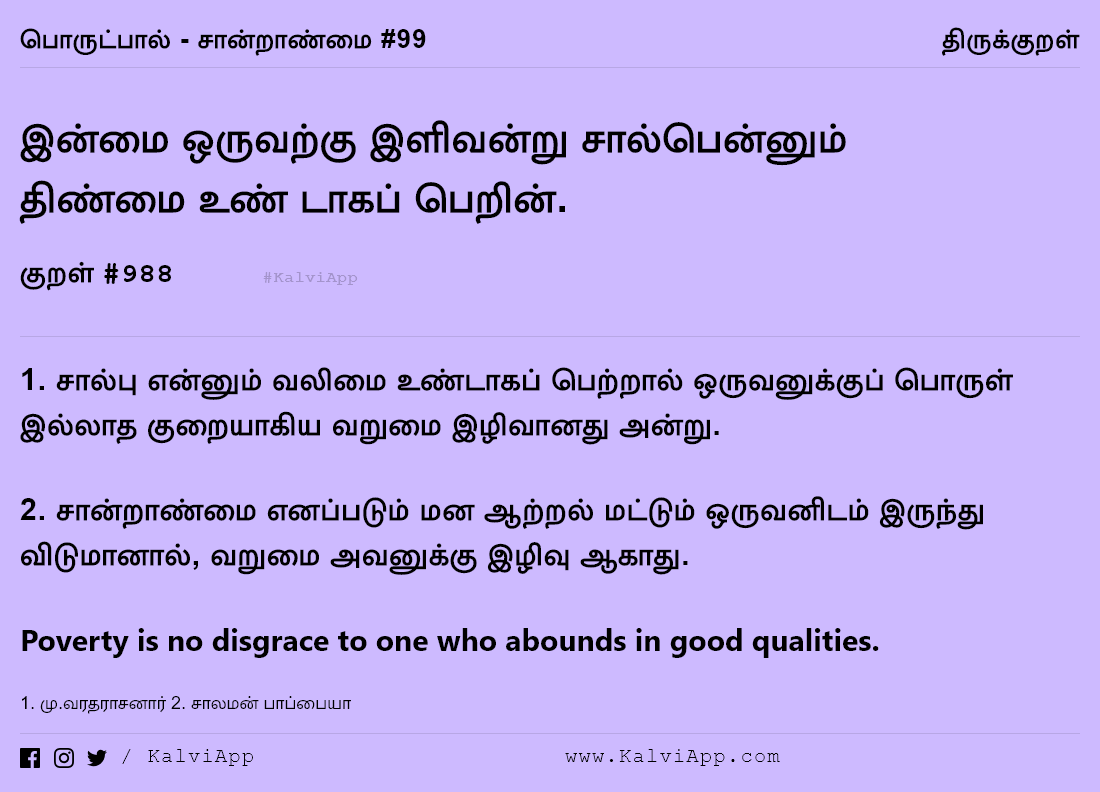 பொருட்பால் - சான்றாண்மை #99 திருக்குறள்
இன்மை ஒருவற்கு இளிவன்று சால்பென்னும்
திண்மை உண் டாகப் பெறின்.
குறள் #988 #KalviApp
1. சால்பு என்னும் வலிமை உண்டாகப் பெற்றால் ஒருவனுக்குப் பொருள்
இல்லாத குறையாகிய வறுமை இழிவானது அன்று.
2. சான்றாண்மை எனப்படும் மன ஆற்றல் மட்டும் ஒருவனிடம் இருந்து
விடுமானால், வறுமை அவனுக்கு இழிவு ஆகாது.
Poverty is no disgrace to one who abounds in good qualities.
1. மு.வரதராசனார் 2. சாலமன் பாப்பையா
/ KalviApp www.KalviApp.com